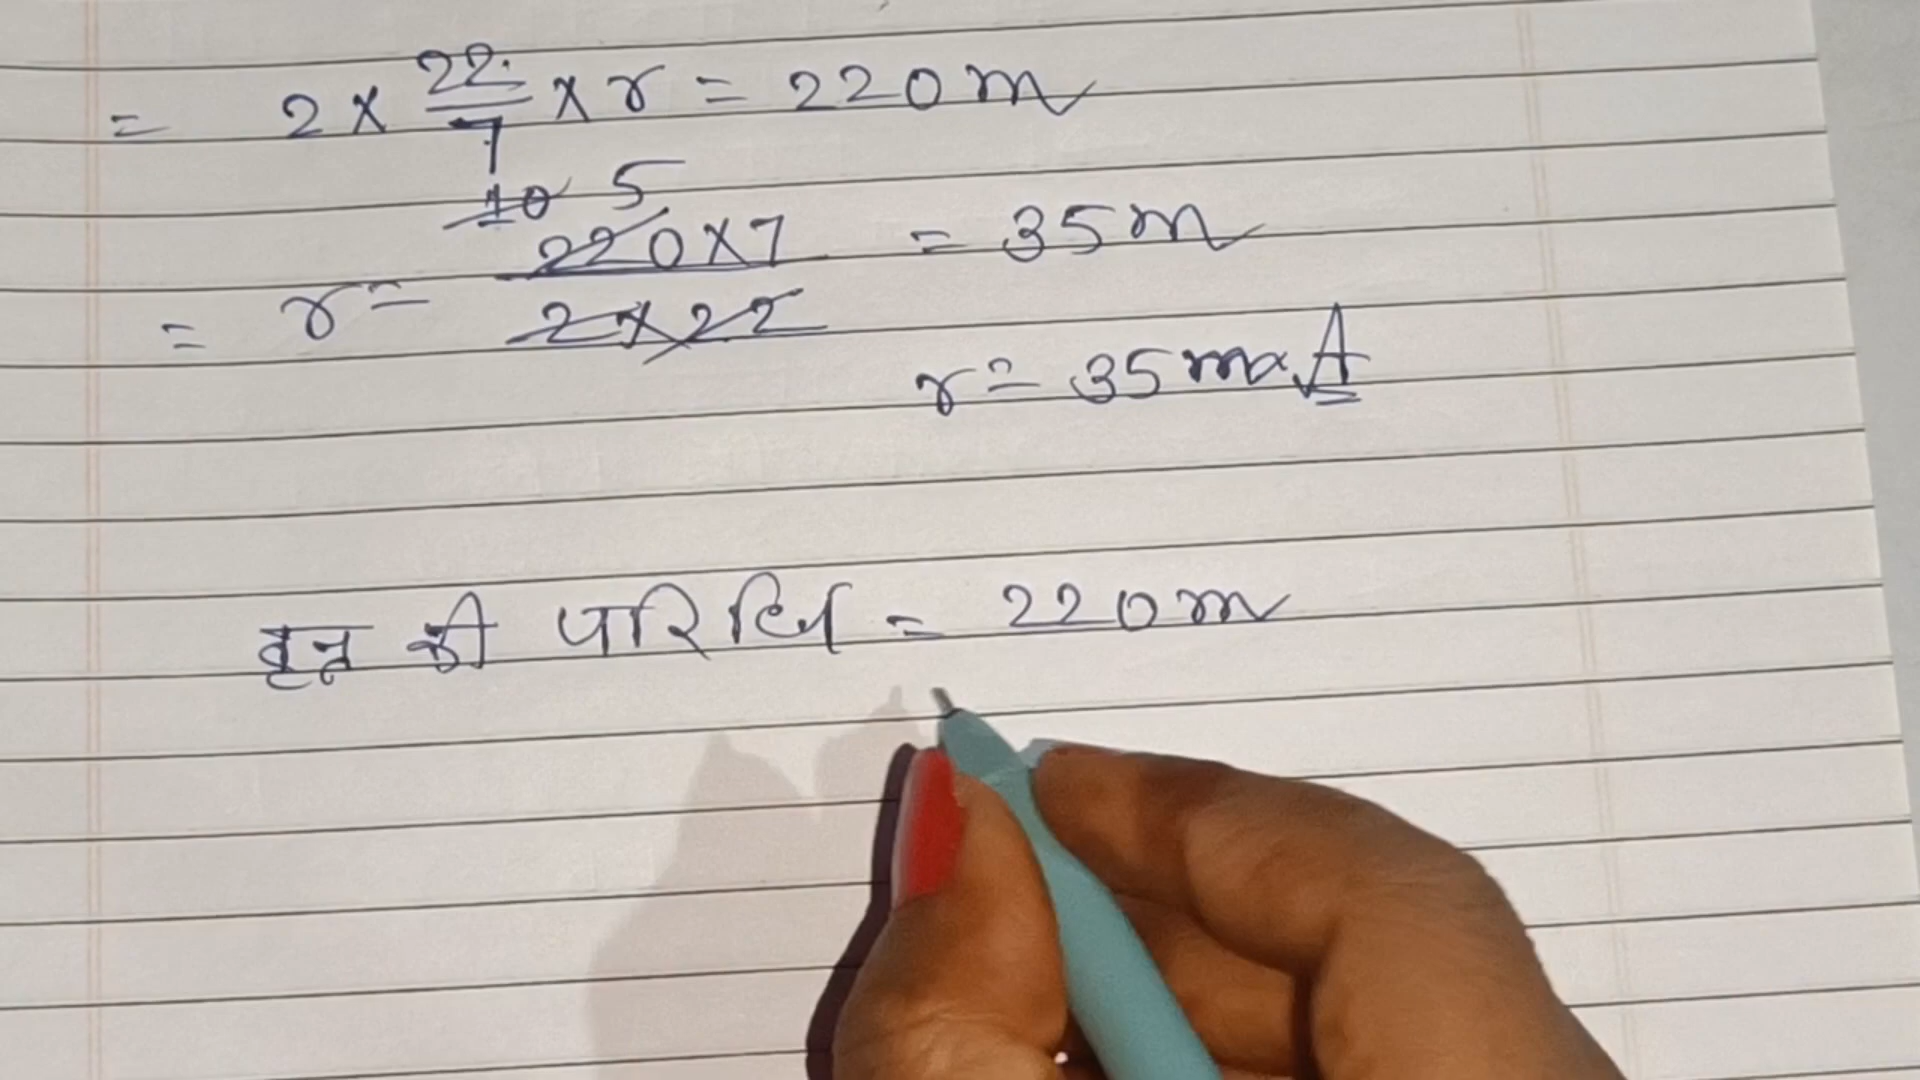 = 2 × 22/7 × r = 220 m
10 5
= r = 220×7/2×22 = 35 m
r = 35 m
वृत्त की परिधि = 220 m